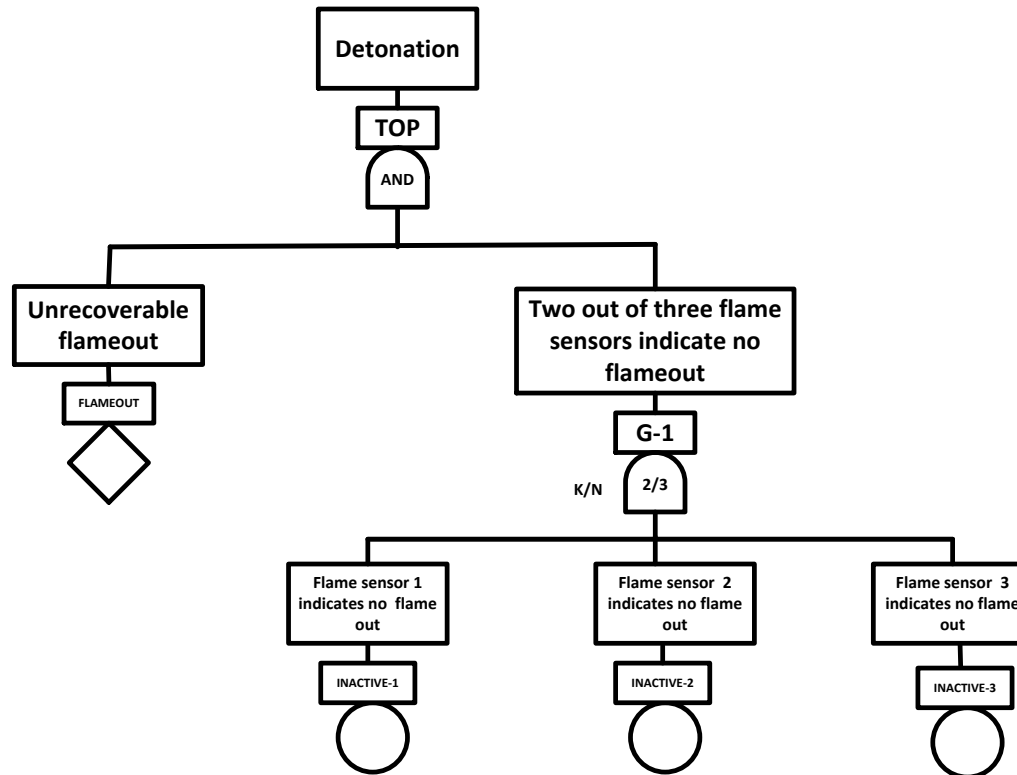 Detonation
TOP
AND
Unrecoverable
flameout
FLAMEOUT
Two out of three flame
sensors indicate no
flameout
G-1
K/N
2/3
Flame sensor 1
indicates no flame
out
INACTIVE-1
Flame sensor 2
indicates no flame
out
INACTIVE-2
Flame sensor 3
indicates no flame
out
INACTIVE-3